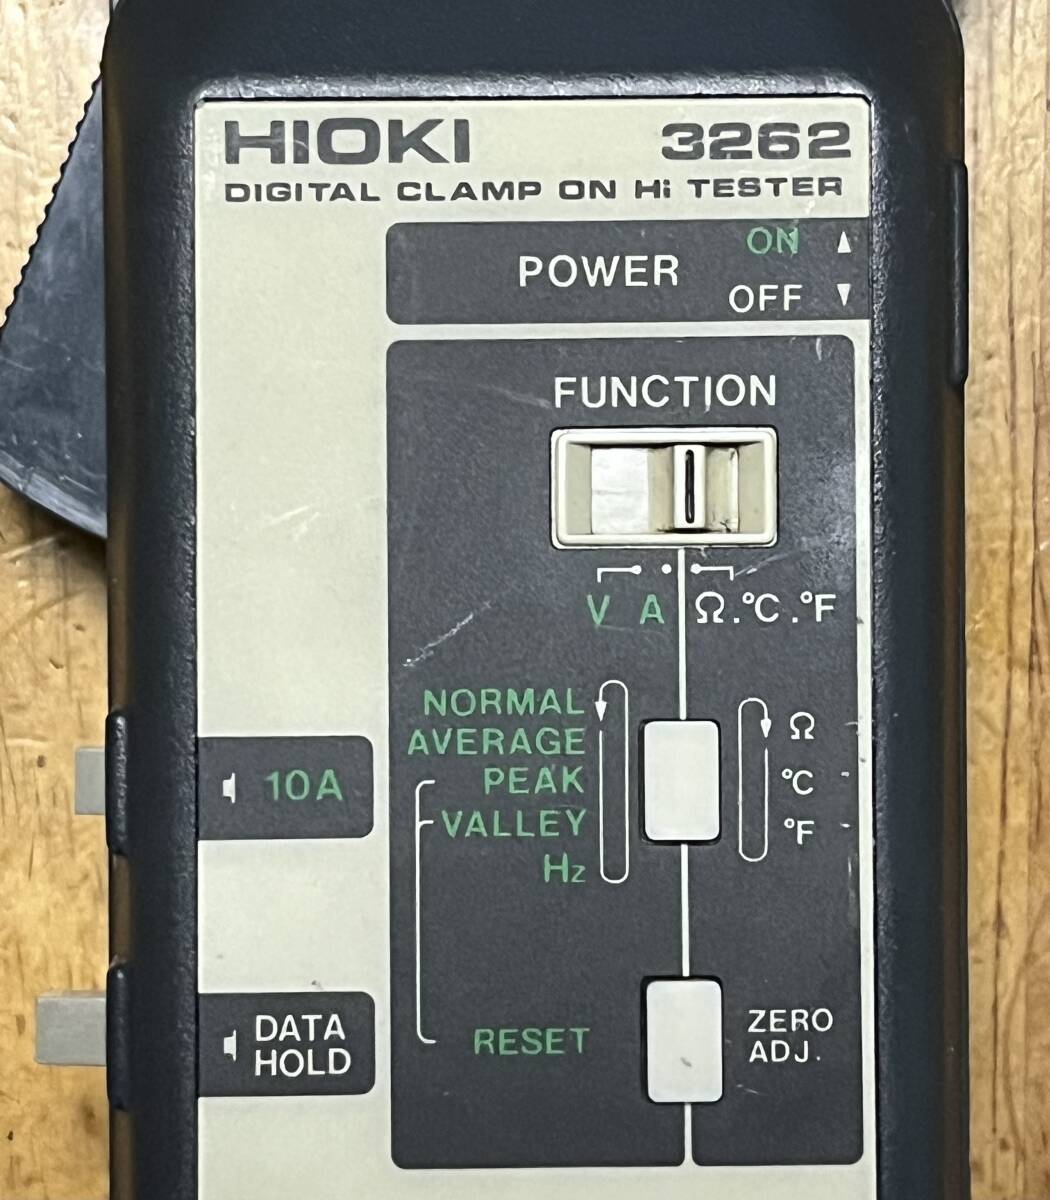 HIOKI 3262
DIGITAL CLAMP ON Hi TESTER
POWER
ON
OFF
FUNCTION
V A Ω.°C.°F
NORMAL
AVERAGE
PEAK
VALLEY
Hz
Ω
°C
°F
10A
DATA
HOLD
RESET
ZERO
ADJ.